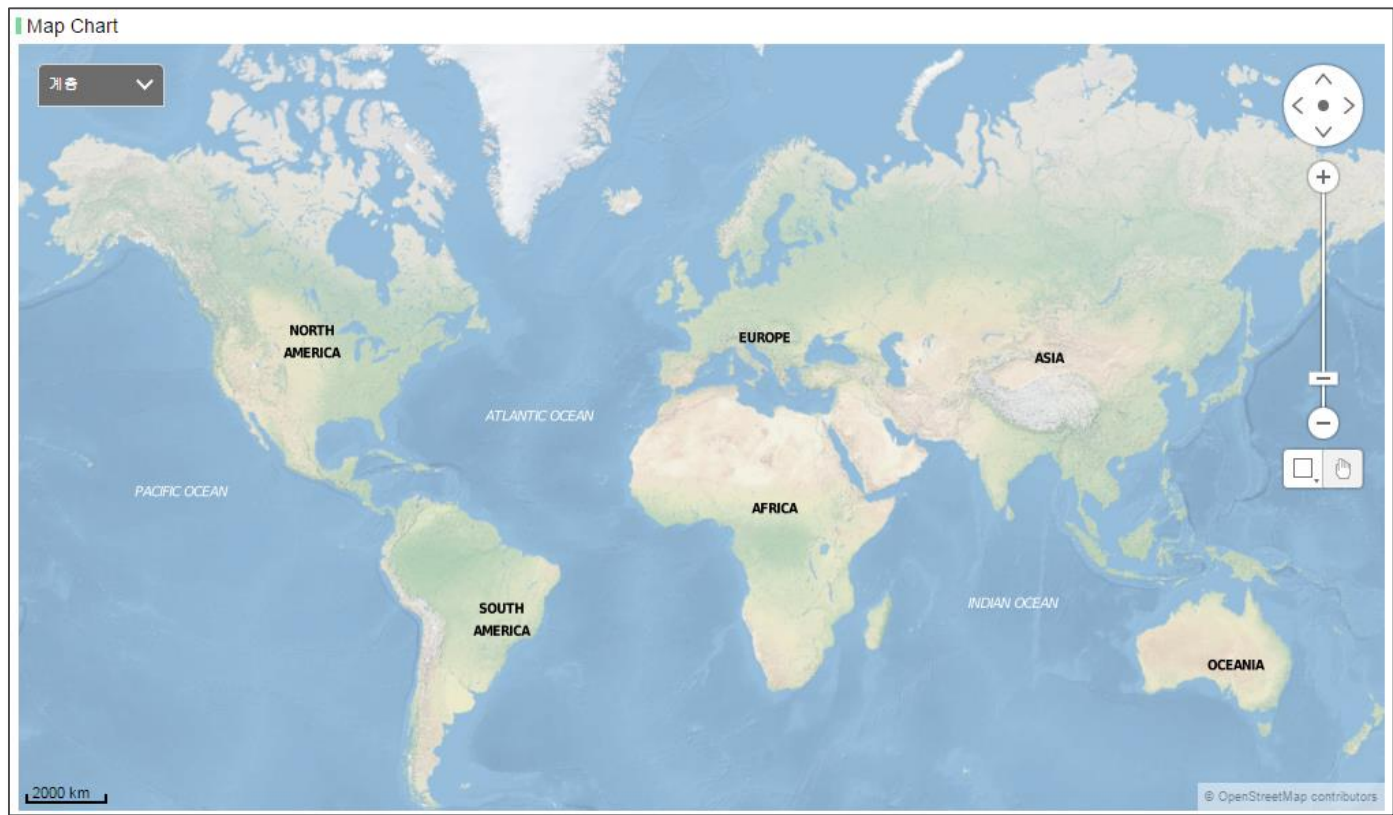 Map Chart
계층
NORTH
AMERICA
EUROPE
ASIA
ATLANTIC OCEAN
PACIFIC OCEAN
AFRICA
INDIAN OCEAN
SOUTH
AMERICA
OCEANIA
2000 km
© OpenStreetMap contributors